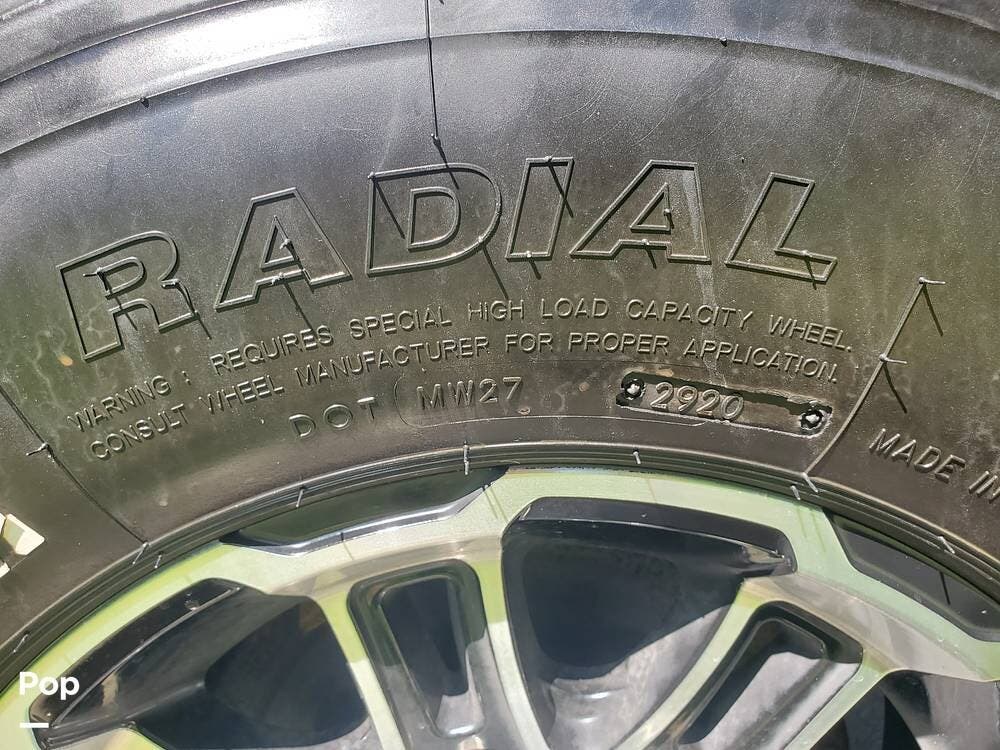 RADIAL
WARNING : REQUIRES SPECIAL HIGH LOAD CAPACITY WHEEL.
CONSULT WHEEL MANUFACTURER FOR PROPER APPLICATION.
DOT MW27 2920
MADE IN
Pop